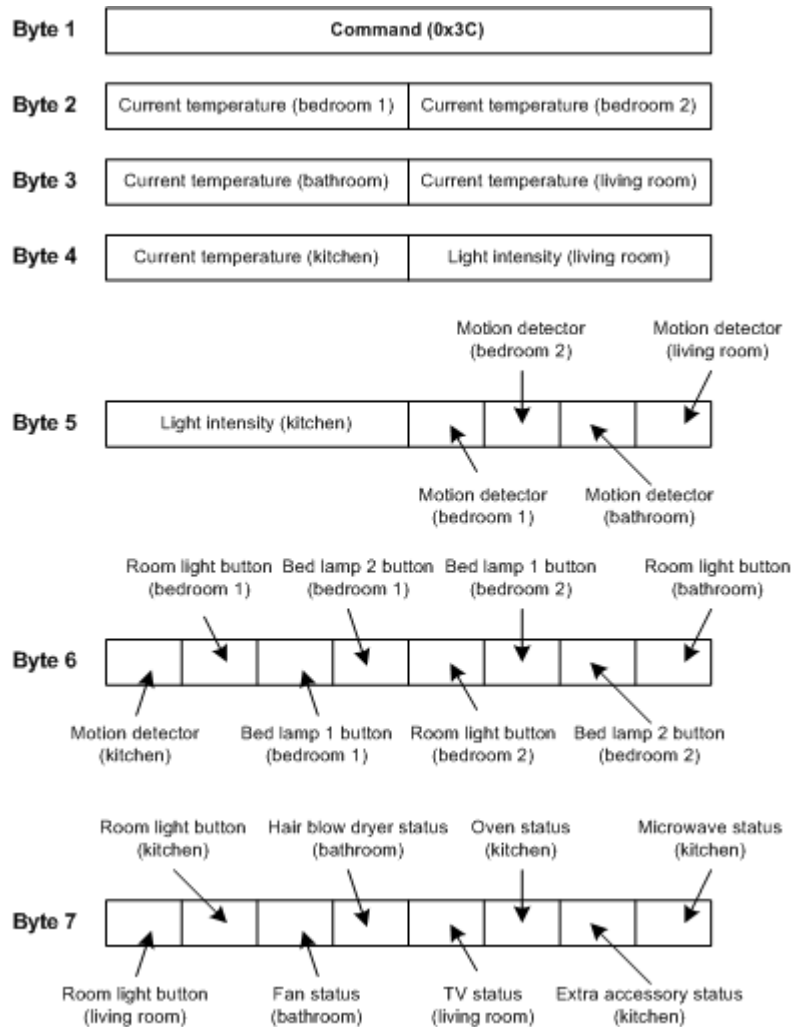 Byte 1
Command (0x3C)
Byte 2
Current temperature (bedroom 1)
Current temperature (bedroom 2)
Byte 3
Current temperature (bathroom)
Current temperature (living room)
Byte 4
Current temperature (kitchen)
Light intensity (living room)
Motion detector
(bedroom 2)
Motion detector
(living room)
Byte 5
Light intensity (kitchen)
Motion detector
(bedroom 1)
Motion detector
(bathroom)
Room light button
(bedroom 1)
Bed lamp 2 button
(bedroom 1)
Bed lamp 1 button
(bedroom 2)
Room light button
(bathroom)
Byte 6
Motion detector
(kitchen)
Bed lamp 1 button
(bedroom 1)
Room light button
(bedroom 2)
Bed lamp 2 button
(bedroom 2)
Room light button
(kitchen)
Hair blow dryer status
(bathroom)
Oven status
(kitchen)
Microwave status
(kitchen)
Byte 7
Room light button
(living room)
Fan status
(bathroom)
TV status
(living room)
Extra accessory status
(kitchen)